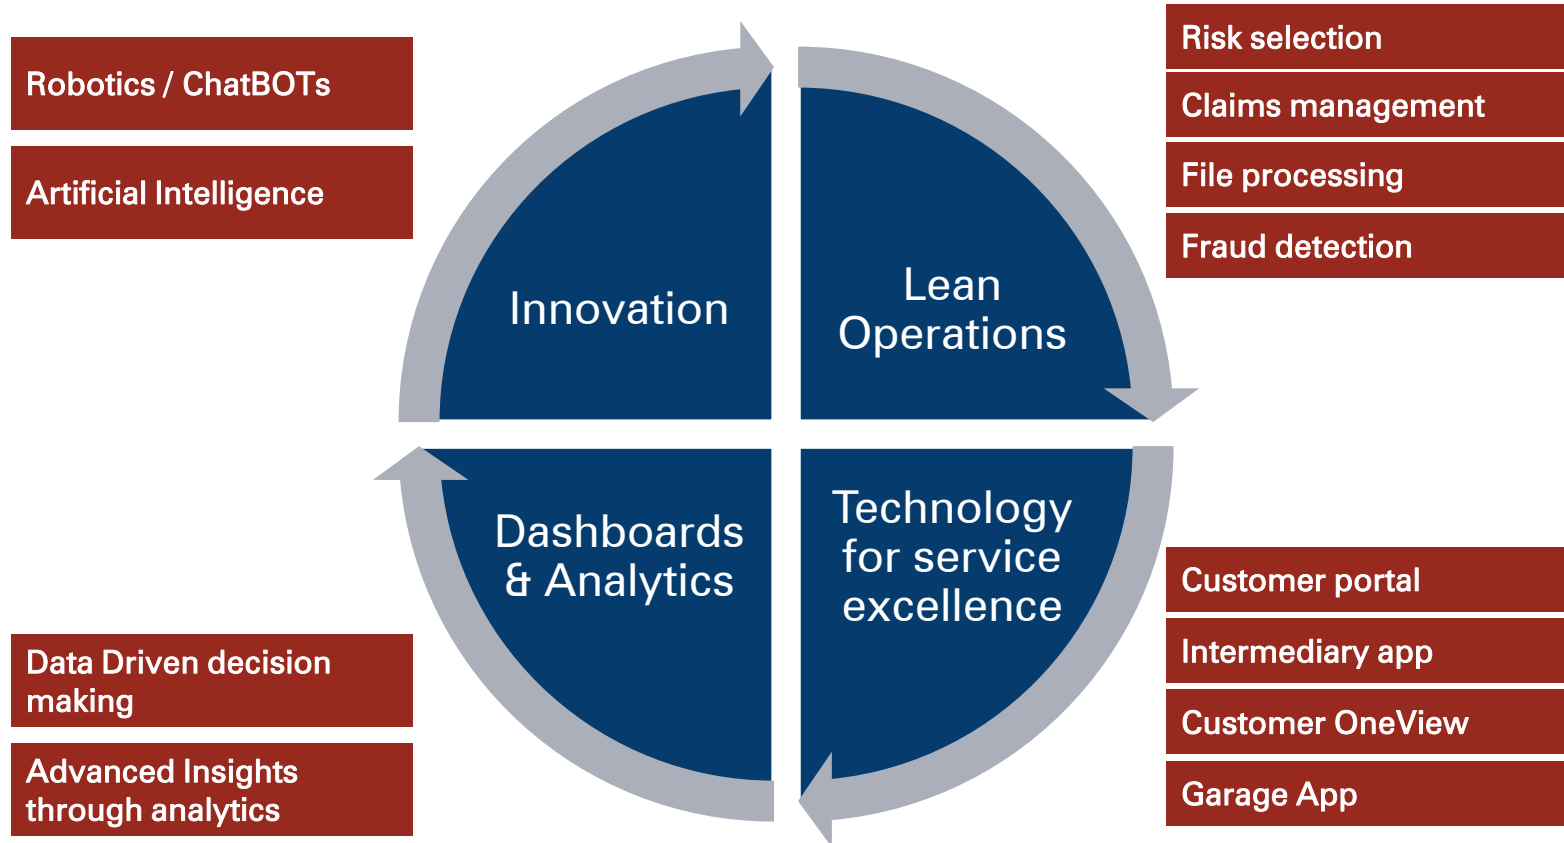 Robotics / ChatBOTs
Artificial Intelligence
Risk selection
Claims management
File processing
Fraud detection
Innovation
Lean
Operations
Dashboards
& Analytics
Technology
for service
excellence
Data Driven decision
making
Advanced Insights
through analytics
Customer portal
Intermediary app
Customer OneView
Garage App